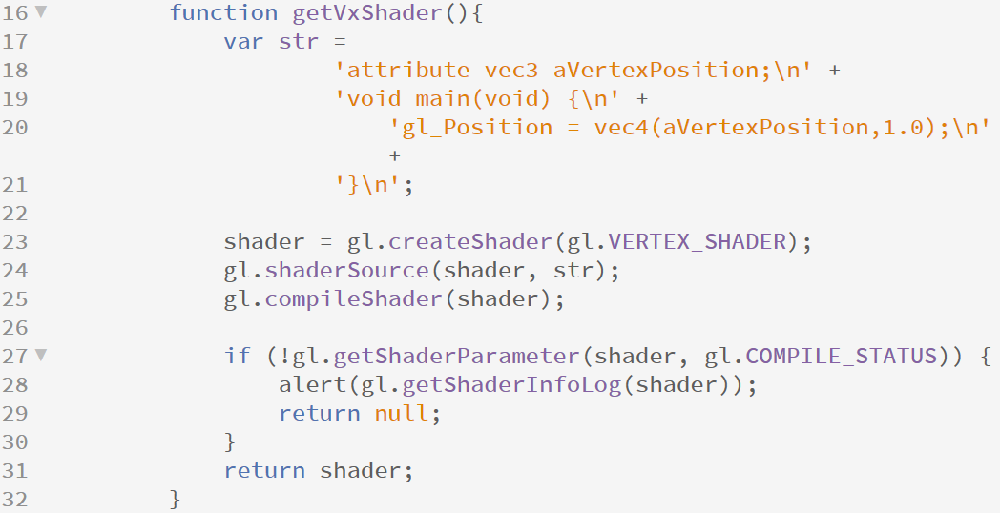 16 ▼ function getVxShader(){
17 var str =
18 'attribute vec3 aVertexPosition;\n' +
19 'void main(void) {\n' +
20 'gl_Position = vec4(aVertexPosition,1.0);\n'
+
21 '}\n';
22
23 shader = gl.createShader(gl.VERTEX_SHADER);
24 gl.shaderSource(shader, str);
25 gl.compileShader(shader);
26
27 ▼ if (!gl.getShaderParameter(shader, gl.COMPILE_STATUS)) {
28 alert(gl.getShaderInfoLog(shader));
29 return null;
30 }
31 return shader;
32 }